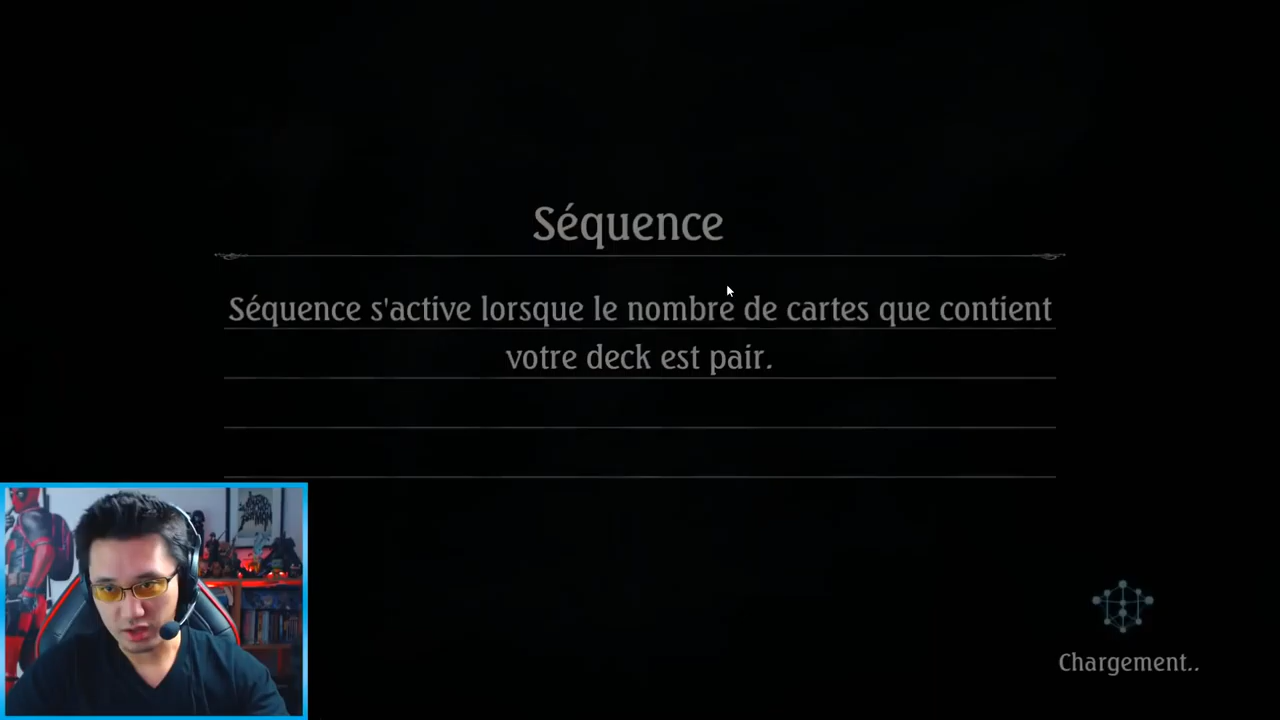 Séquence
Séquence s'active lorsque le nombre de cartes que contient
votre deck est pair.
Chargement..